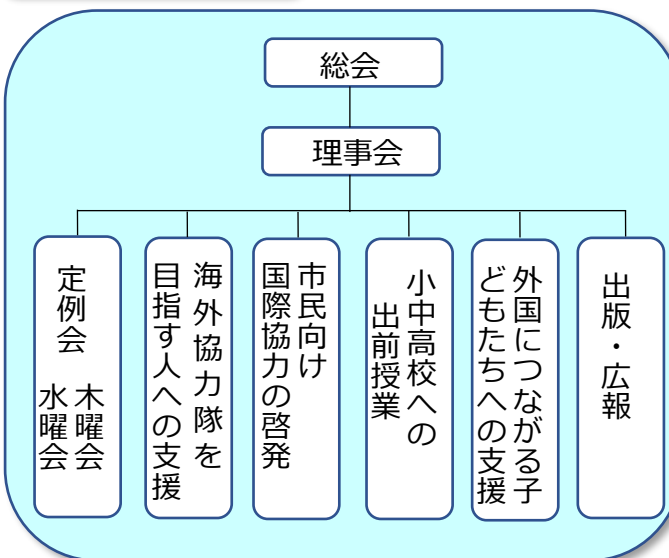 総会
理事会
定例会 木曜会
水曜会
海外協力隊を
目指す人への支援
市民向け
国際協力の啓発
小中高校への
出前授業
外国につながる子
どもたちへの支援
出版・広報